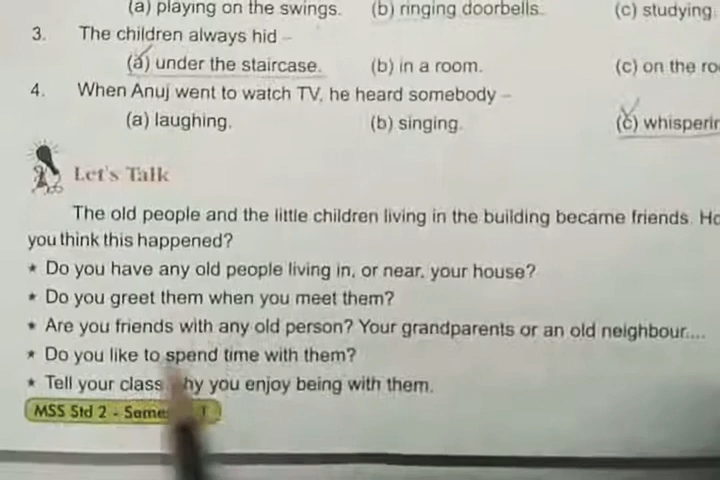 (a) playing on the swings. (b) ringing doorbells. (c) studying.
3. The children always hid –
(a) under the staircase. (b) in a room. (c) on the
4. When Anuj went to watch TV, he heard somebody –
(a) laughing. (b) singing. (c)
Let's Talk
The old people and the little children living in the building became friends.
you think this happened?
* Do you have any old people living in, or near, your house?
* Do you greet them when you meet them?
* Are you friends with any old person? Your grandparents or an old neighbour....
* Do you like to spend time with them?
* Tell your class you enjoy being with them.
MSS Std 2 -